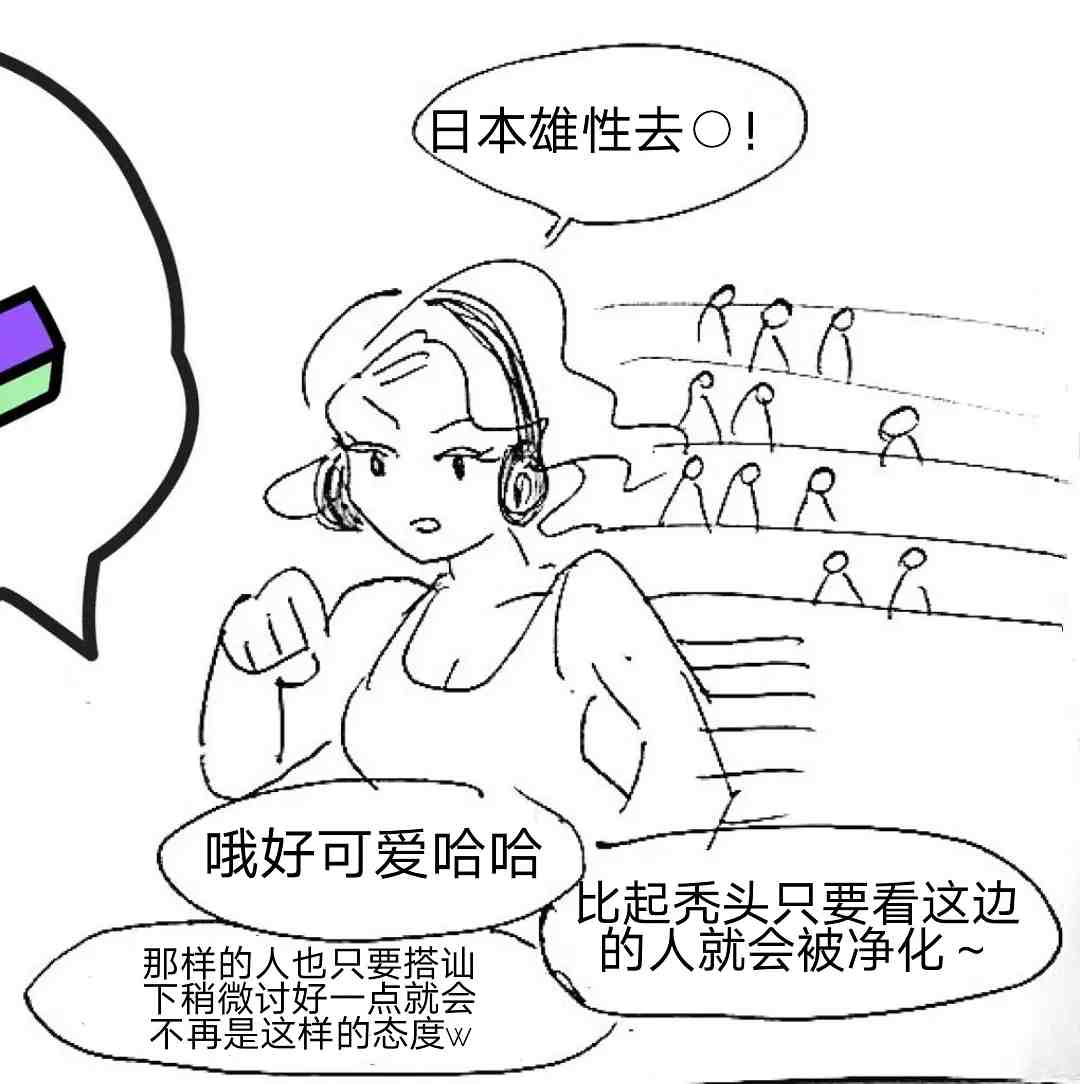 日本雄性去○!
哦好可爱哈哈
比起秃头只要看这边
的人就会被净化~
那样的人也只要搭讪
下稍微讨好一点就会
不再是这样的态度w